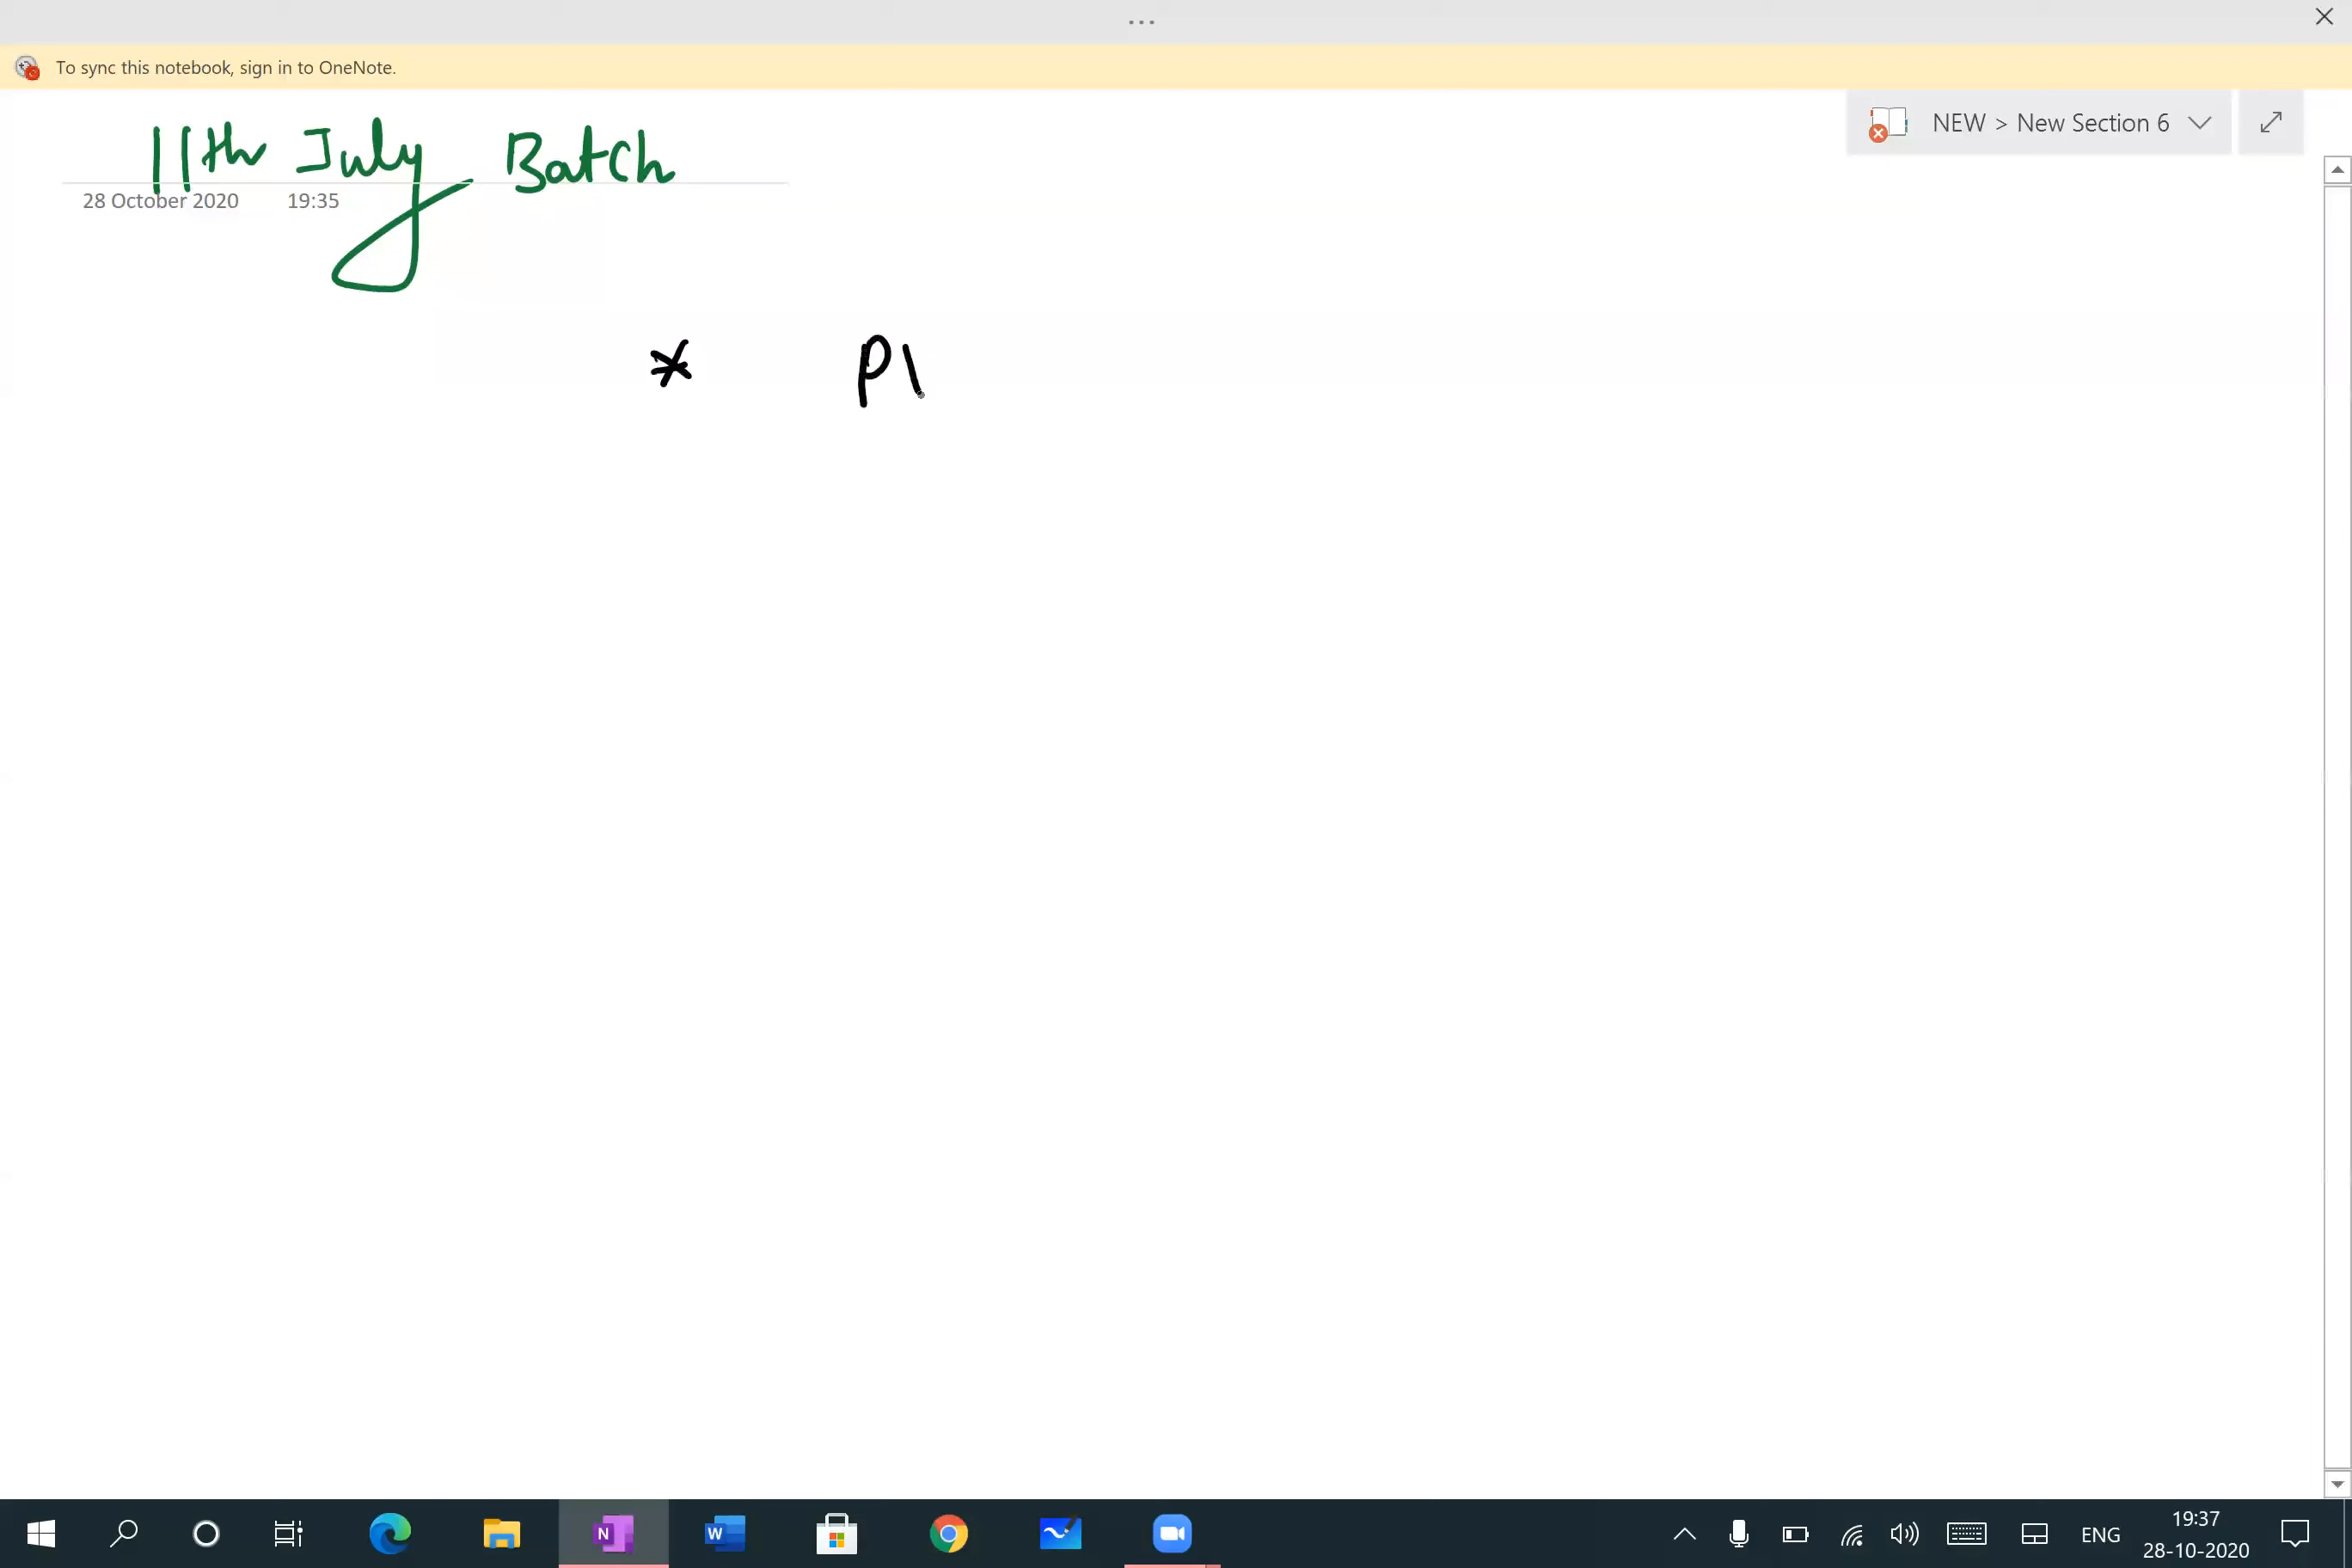 To sync this notebook, sign in to OneNote.
NEW > New Section 6
11th July Batch
28 October 2020 19:35
* Pl
ENG
19:37
28-10-2020